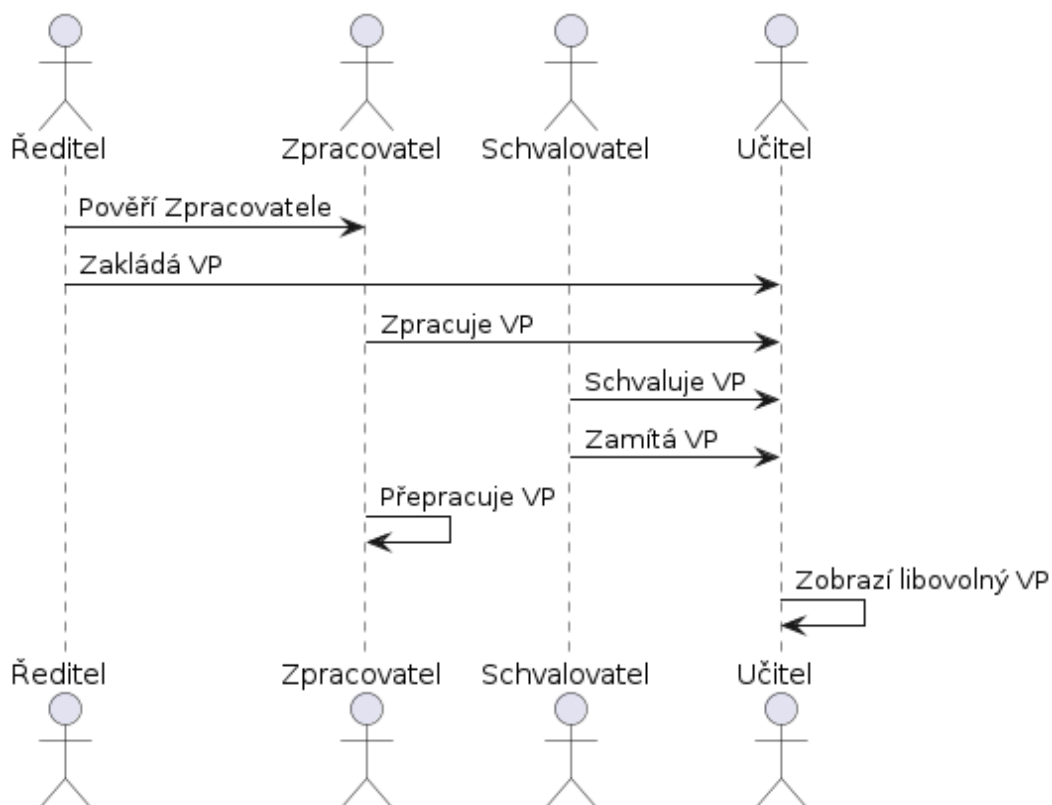 Ředitel
Zpracovatel
Schvalovatel
Učitel
Pověří Zpracovatele
Zakládá VP
Zpracuje VP
Schvaluje VP
Zamítá VP
Přepracuje VP
Zobrazí libovolný VP
Ředitel
Zpracovatel
Schvalovatel
Učitel